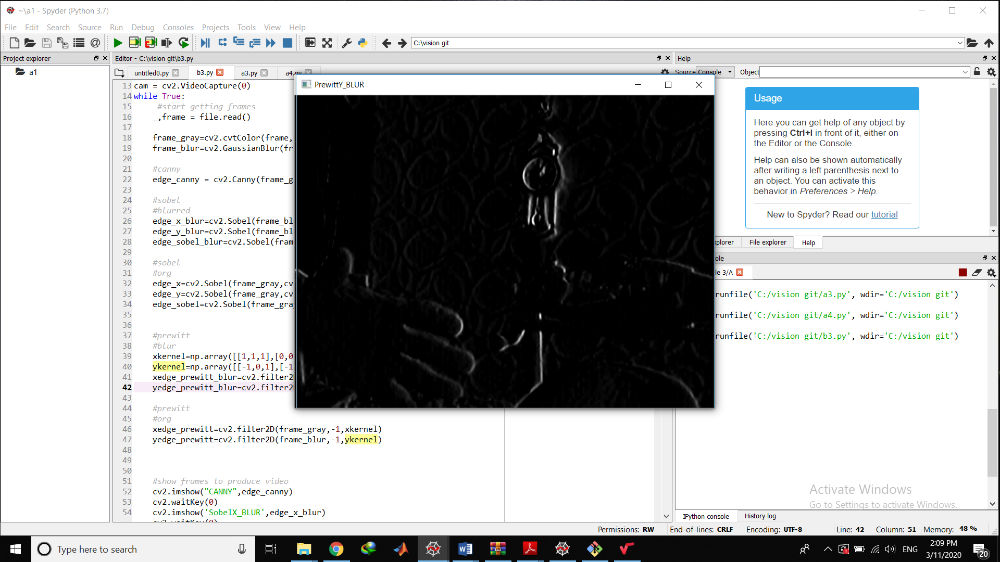 ~\a1 - Spyder (Python 3.7)
File Edit Search Source Run Debug Consoles Projects Tools View Help
C:\vision git
Project explorer
a1
Editor - C:\vision git\b3.py
untitled0.py b3.py a3.py a4.py
13 cam = cv2.VideoCapture(0)
14 while True:
15 #start getting frames
16 _,frame = file.read()
17
18 frame_gray=cv2.cvtColor(frame,
19 frame_blur=cv2.GaussianBlur(fr
20
21 #canny
22 edge_canny = cv2.Canny(frame_g
23
24 #sobel
25 #blurred
26 edge_x_blur=cv2.Sobel(frame_bl
27 edge_y_blur=cv2.Sobel(frame_bl
28 edge_sobel_blur=cv2.Sobel(fram
29
30 #sobel
31 #org
32 edge_x=cv2.Sobel(frame_gray,cv
33 edge_y=cv2.Sobel(frame_gray,cv
34 edge_sobel=cv2.Sobel(frame_gra
35
36
37 #prewitt
38 #blur
39 xkernel=np.array([[1,1,1],[0,0
40 ykernel=np.array([[-1,0,1],[-1
41 xedge_prewitt_blur=cv2.filter2
42 yedge_prewitt_blur=cv2.filter2
43
44 #prewitt
45 #org
46 xedge_prewitt=cv2.filter2D(frame_gray,-1,xkernel)
47 yedge_prewitt=cv2.filter2D(frame_blur,-1,ykernel)
48
49
50
51 #show frames to produce video
52 cv2.imshow("CANNY",edge_canny)
53 cv2.waitKey(0)
54 cv2.imshow('SobelX_BLUR',edge_x_blur)
cv2.waitKey(0)
PrewittY_BLUR
Help
Source Console Object
Usage
Here you can get help of any object by
pressing Ctrl+I in front of it, either on
the Editor or the Console.
Help can also be shown automatically
after writing a left parenthesis next to
an object. You can activate this
behavior in Preferences > Help.
New to Spyder? Read our tutorial
xplorer File explorer Help
ole
le 3/A
runfile('C:/vision git/a3.py', wdir='C:/vision git')
runfile('C:/vision git/a4.py', wdir='C:/vision git')
runfile('C:/vision git/b3.py', wdir='C:/vision git')
Activate Windows
Go to Settings to activate Windows.
IPython console History log
Permissions: RW End-of-lines: CRLF Encoding: UTF-8 Line: 42 Column: 51 Memory: 48 %
Type here to search
ENG
2:09 PM
3/11/2020
20